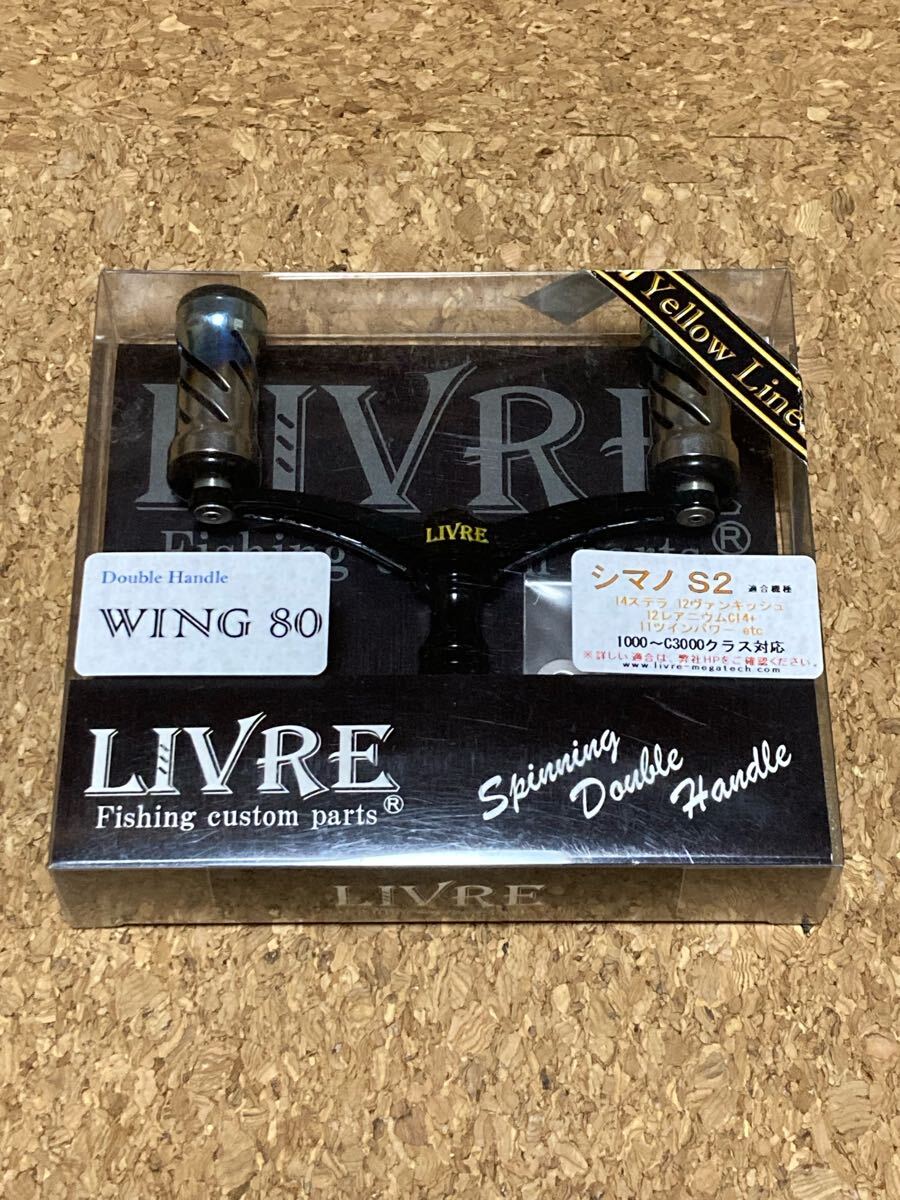 Yellow Line
LIVRE
Fishing custom parts®
LIVRE
Double Handle
WING 80
シマノ S2 適合機種
14ステラ 12ヴァンキッシュ
12レアニウムCI4+
11ツインパワー etc
1000～C3000クラス対応
※詳しい適合は、弊社HPをご確認ください。
www.livre-megatech.com
LIVRE
Fishing custom parts®
Spinning Double Handle
LIVRE